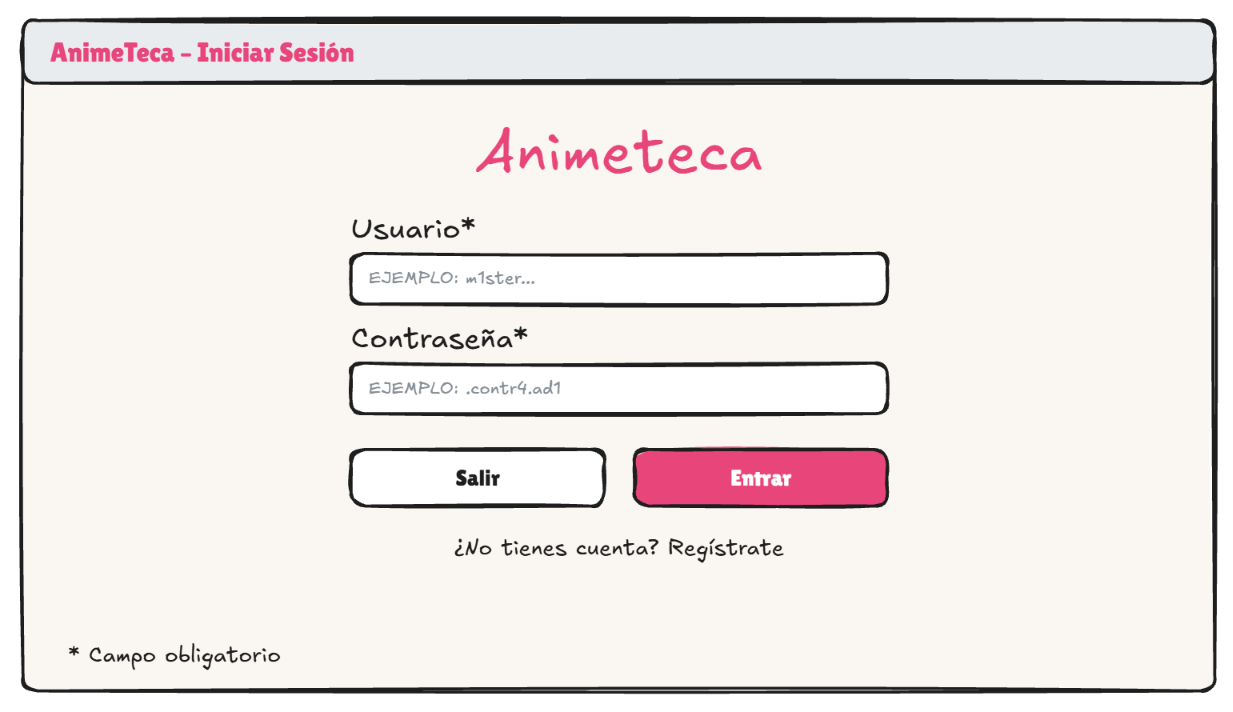 AnimeTeca - Iniciar Sesión
Animeteca
Usuario*
EJEMPLO: m1ster...
Contraseña*
EJEMPLO: .contr4.ad1
Salir
Entrar
¿No tienes cuenta? Regístrate
* Campo obligatorio